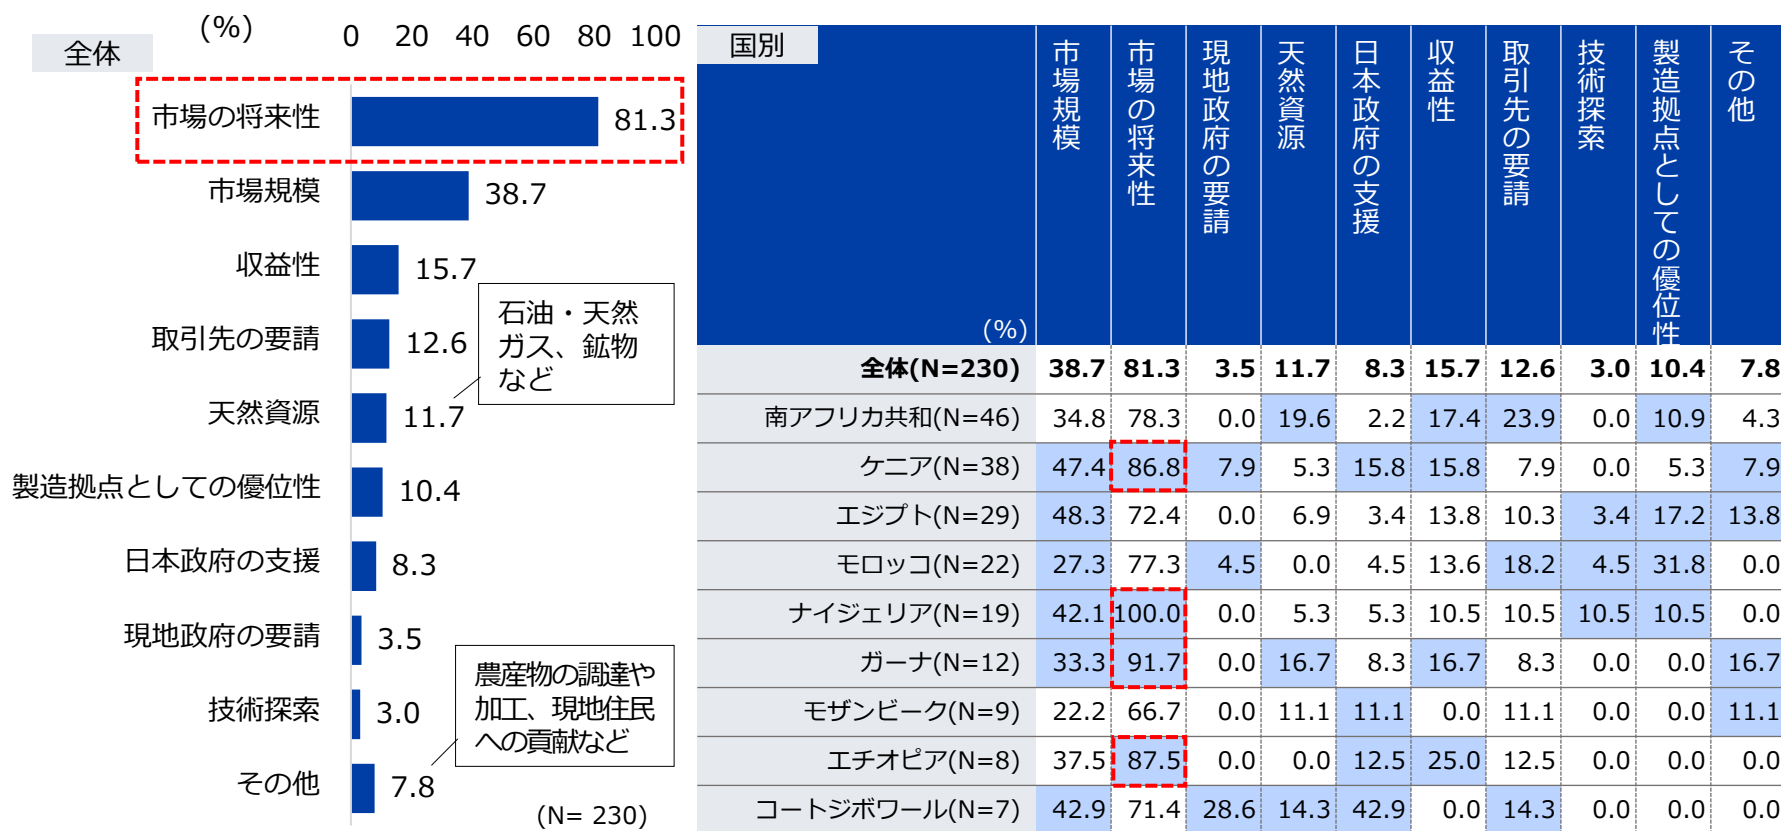 全体
(%)
0 20 40 60 80 100
市場の将来性 81.3
市場規模 38.7
収益性 15.7
取引先の要請 12.6
石油・天然
ガス、鉱物
など
天然資源 11.7
製造拠点としての優位性 10.4
日本政府の支援 8.3
現地政府の要請 3.5
農産物の調達や
加工、現地住民
への貢献など
技術探索 3.0
その他 7.8
(N= 230)
国別
(%)
市場規模
市場の将来性
現地政府の要請
天然資源
日本政府の支援
収益性
取引先の要請
技術探索
製造拠点としての優位性
その他
全体(N=230) 38.7 81.3 3.5 11.7 8.3 15.7 12.6 3.0 10.4 7.8
南アフリカ共和(N=46) 34.8 78.3 0.0 19.6 2.2 17.4 23.9 0.0 10.9 4.3
ケニア(N=38) 47.4 86.8 7.9 5.3 15.8 15.8 7.9 0.0 5.3 7.9
エジプト(N=29) 48.3 72.4 0.0 6.9 3.4 13.8 10.3 3.4 17.2 13.8
モロッコ(N=22) 27.3 77.3 4.5 0.0 4.5 13.6 18.2 4.5 31.8 0.0
ナイジェリア(N=19) 42.1 100.0 0.0 5.3 5.3 10.5 10.5 10.5 10.5 0.0
ガーナ(N=12) 33.3 91.7 0.0 16.7 8.3 16.7 8.3 0.0 0.0 16.7
モザンビーク(N=9) 22.2 66.7 0.0 11.1 11.1 0.0 11.1 0.0 0.0 11.1
エチオピア(N=8) 37.5 87.5 0.0 0.0 12.5 25.0 12.5 0.0 0.0 0.0
コートジボワール(N=7) 42.9 71.4 28.6 14.3 42.9 0.0 14.3 0.0 0.0 0.0